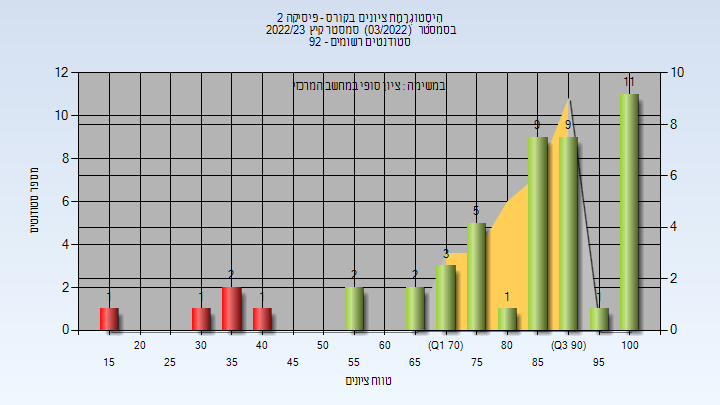 היסטוגרמת ציונים בקורס - פיסיקה 2
בסמסטר (03/2022) סמסטר קיץ 2022/23
סטודנטים רשומים - 92
במשימה : ציון סופי במחשב המרכזי
מספר סטודנטים
12 10 8 6 4 2 0
10 8 6 4 2 0
1 1 2 1 2 2 3 5 1 9 9 1 11
20 30 40 50 60 (Q1 70) 80 (Q3 90) 100
15 25 35 45 55 65 75 85 95
טווח ציונים